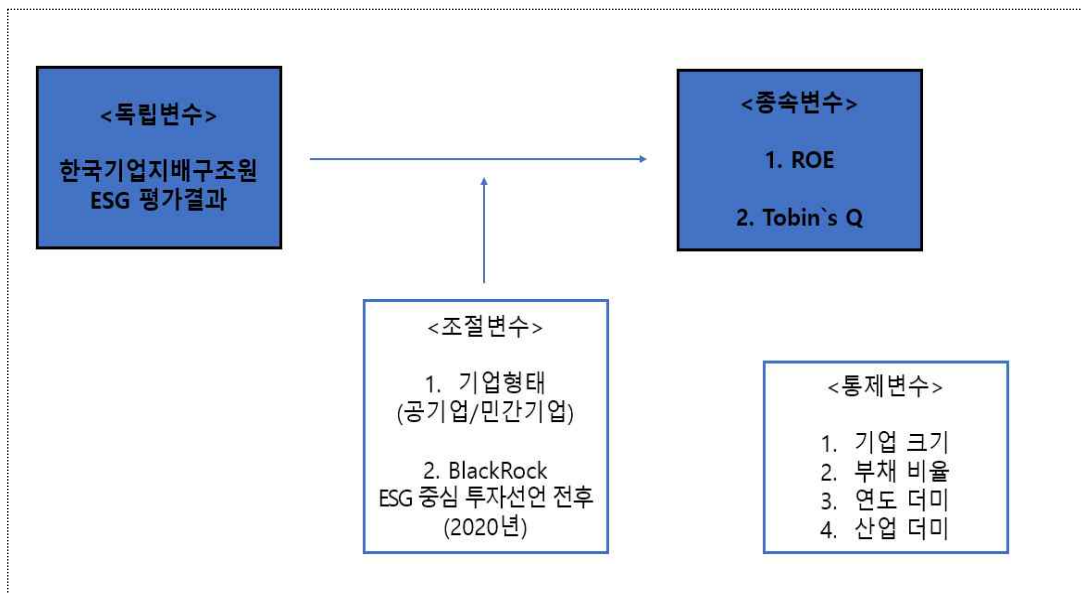 <독립변수>
한국기업지배구조원
ESG 평가결과
<종속변수>
1. ROE
2. Tobin`s Q
<조절변수>
1. 기업형태
(공기업/민간기업)
2. BlackRock
ESG 중심 투자선언 전후
(2020년)
<통제변수>
1. 기업 크기
2. 부채 비율
3. 연도 더미
4. 산업 더미